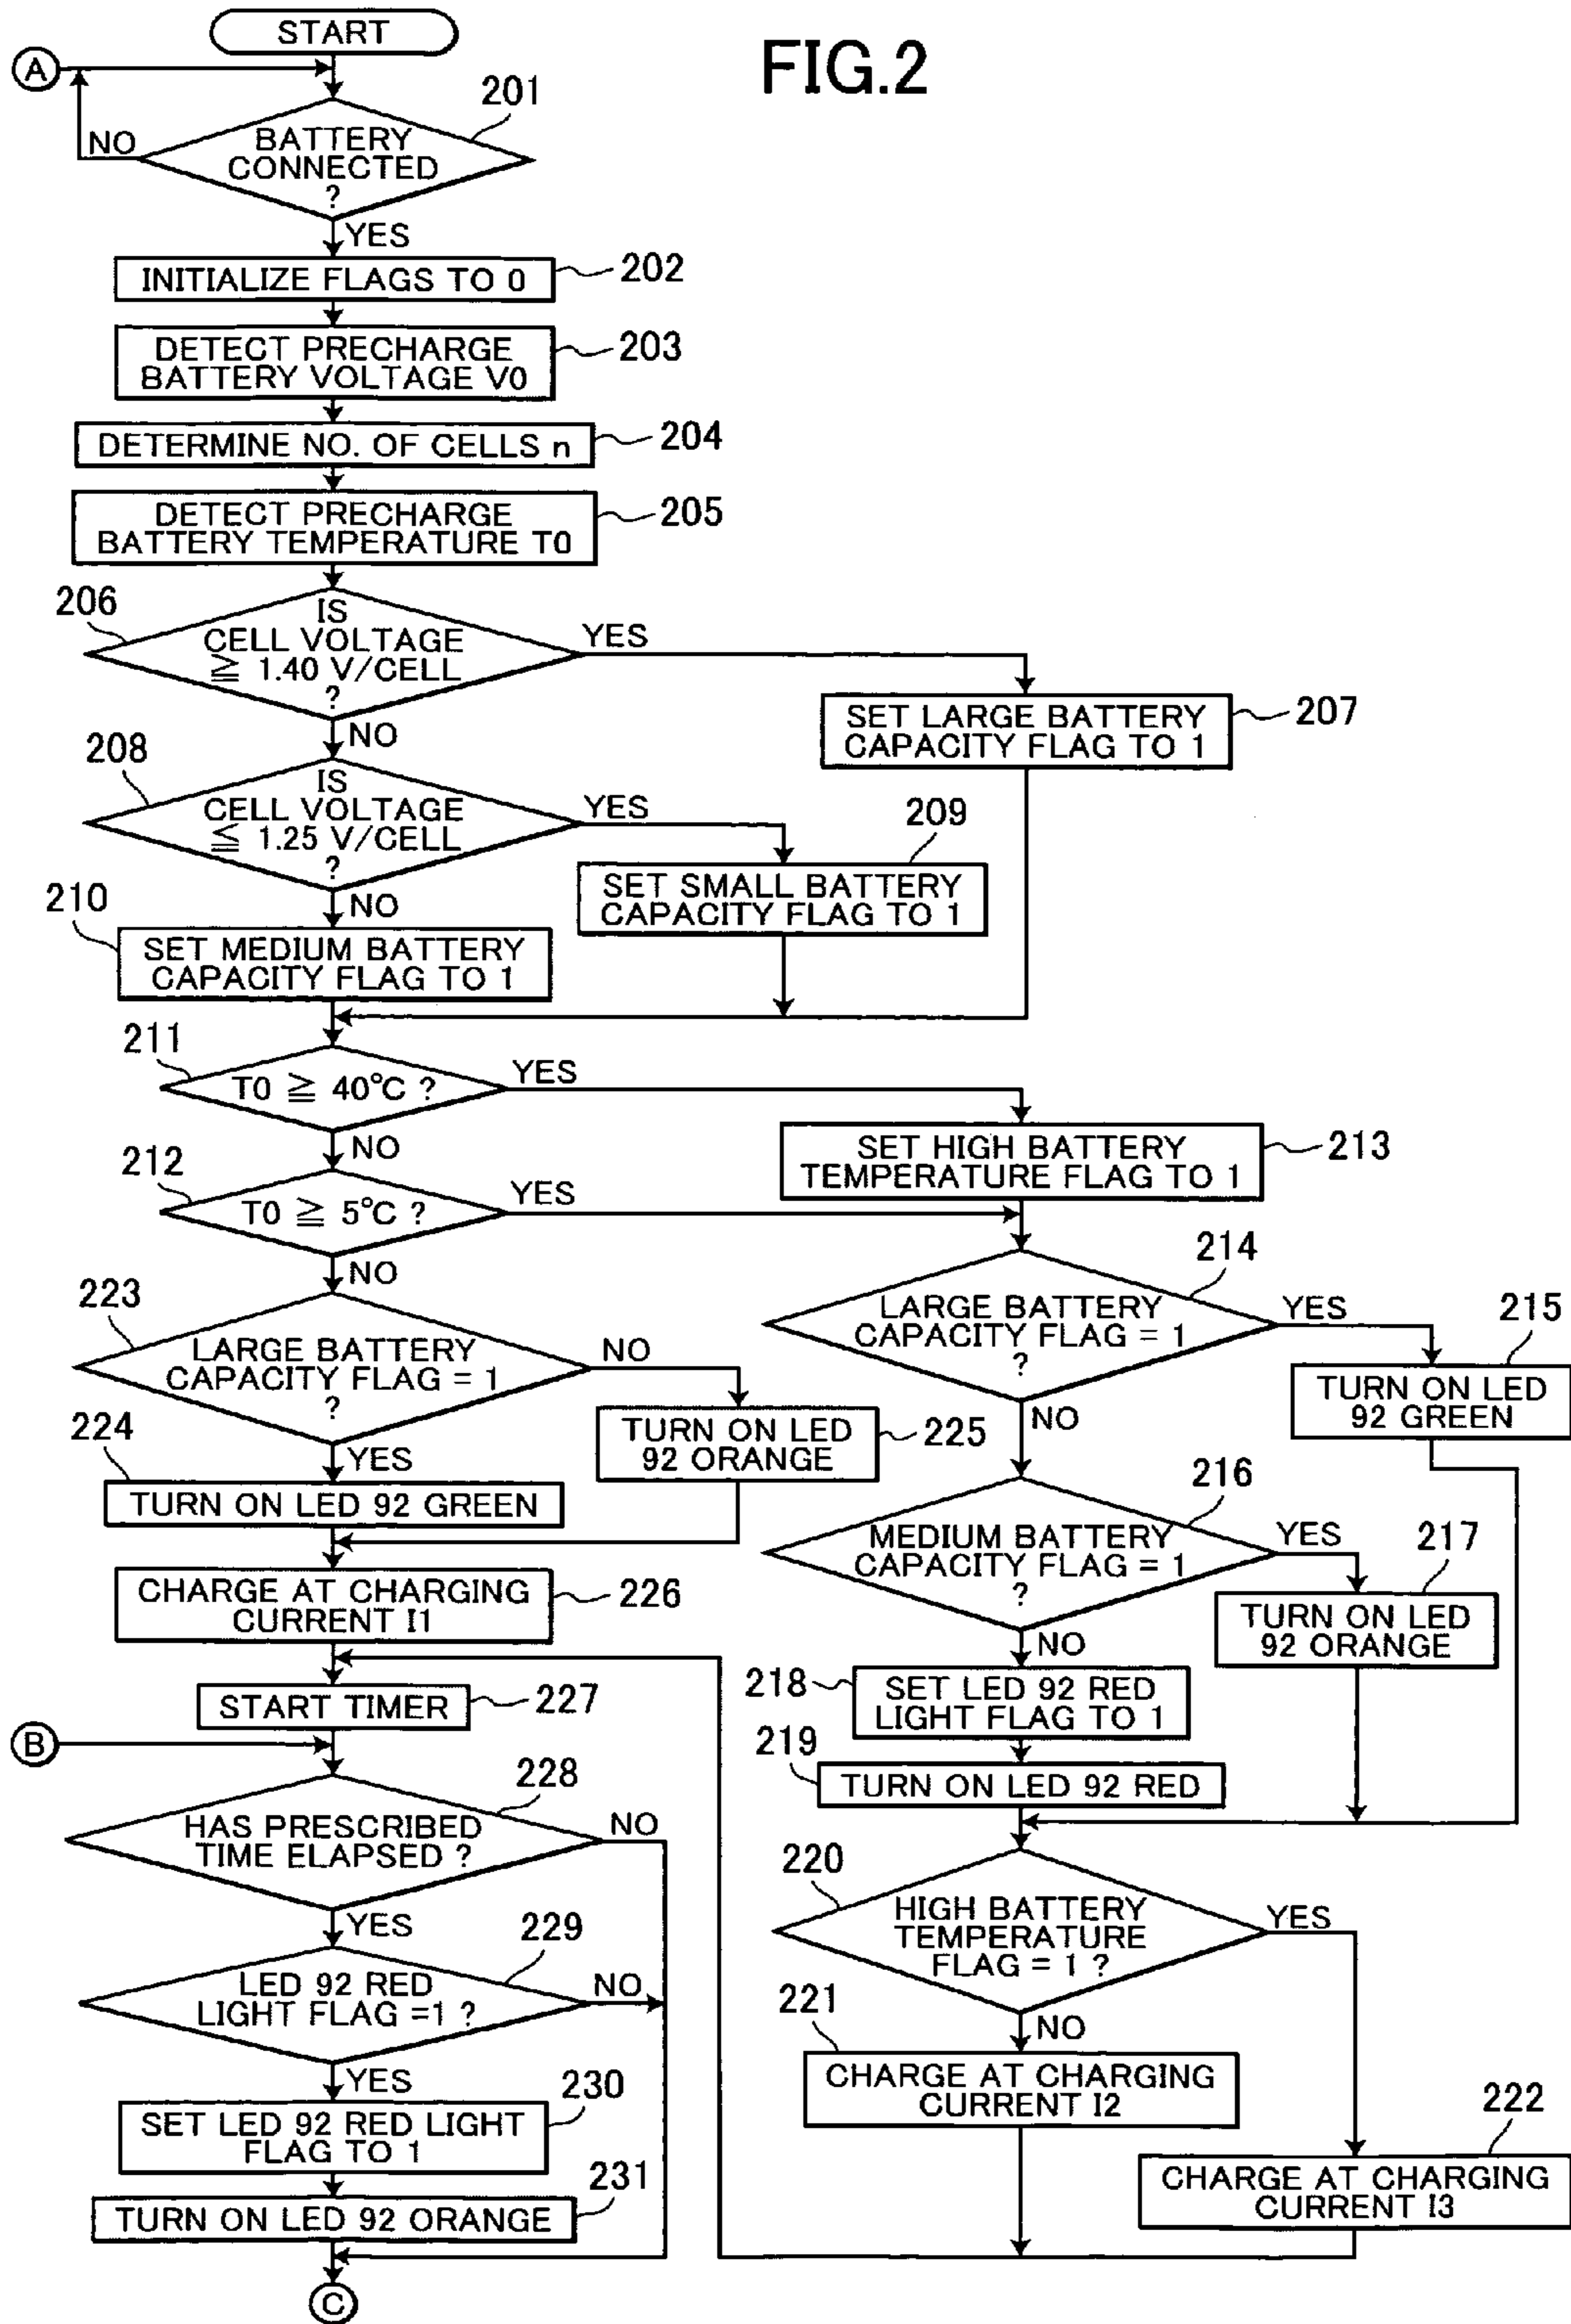 FIG.2
START
A
201
BATTERY
CONNECTED
?
NO
YES
INITIALIZE FLAGS TO 0
202
DETECT PRECHARGE
BATTERY VOLTAGE V0
203
DETERMINE NO. OF CELLS n
204
DETECT PRECHARGE
BATTERY TEMPERATURE T0
205
206
IS
CELL VOLTAGE
≧ 1.40 V/CELL
?
YES
NO
SET LARGE BATTERY
CAPACITY FLAG TO 1
207
208
IS
CELL VOLTAGE
≦ 1.25 V/CELL
?
YES
NO
209
SET SMALL BATTERY
CAPACITY FLAG TO 1
210
SET MEDIUM BATTERY
CAPACITY FLAG TO 1
211
T0 ≧ 40°C ?
YES
NO
SET HIGH BATTERY
TEMPERATURE FLAG TO 1
213
212
T0 ≧ 5°C ?
YES
NO
214
LARGE BATTERY
CAPACITY FLAG = 1
?
YES
NO
215
TURN ON LED
92 GREEN
223
LARGE BATTERY
CAPACITY FLAG = 1
?
NO
YES
TURN ON LED
92 ORANGE
225
224
TURN ON LED 92 GREEN
216
MEDIUM BATTERY
CAPACITY FLAG = 1
?
YES
NO
217
TURN ON LED
92 ORANGE
CHARGE AT CHARGING
CURRENT I1
226
218
SET LED 92 RED
LIGHT FLAG TO 1
START TIMER
227
219
TURN ON LED 92 RED
B
228
HAS PRESCRIBED
TIME ELAPSED ?
NO
YES
220
HIGH BATTERY
TEMPERATURE
FLAG = 1 ?
YES
NO
229
LED 92 RED
LIGHT FLAG =1 ?
NO
YES
221
CHARGE AT CHARGING
CURRENT I2
230
SET LED 92 RED LIGHT
FLAG TO 1
222
CHARGE AT CHARGING
CURRENT I3
231
TURN ON LED 92 ORANGE
C